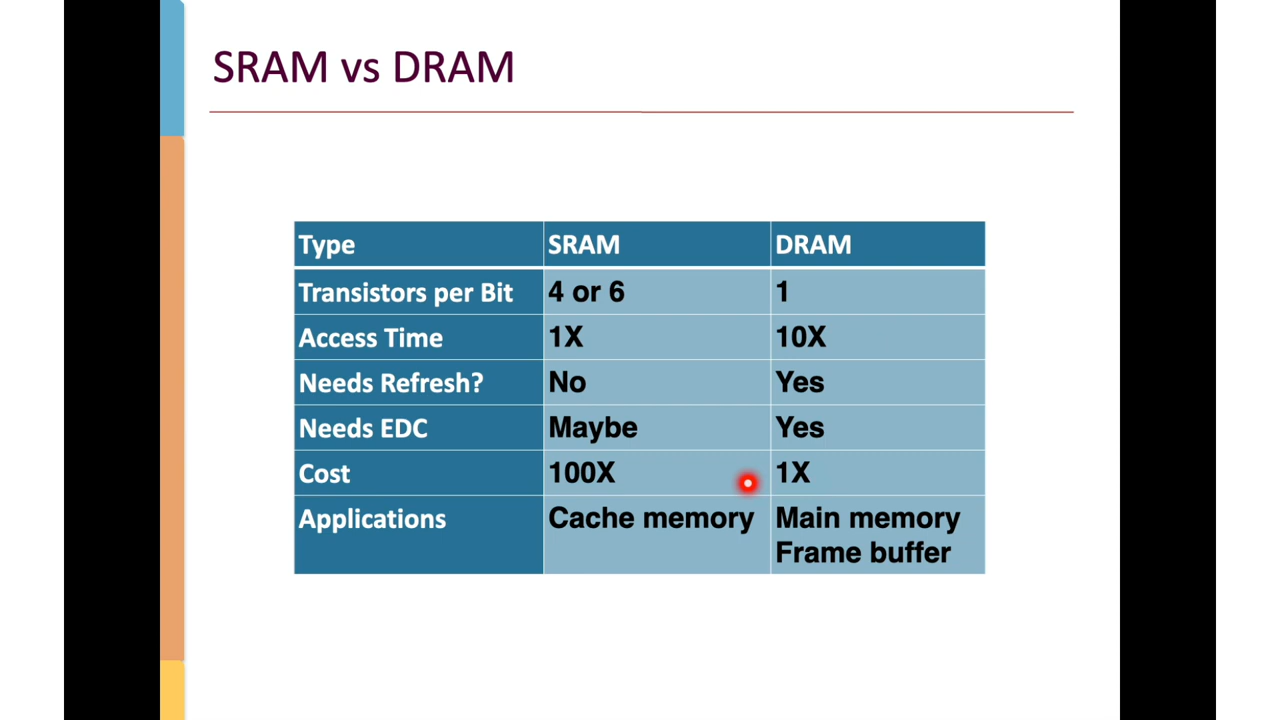 SRAM vs DRAM
Type SRAM DRAM
Transistors per Bit 4 or 6 1
Access Time 1X 10X
Needs Refresh? No Yes
Needs EDC Maybe Yes
Cost 100X 1X
Applications Cache memory Main memory
Frame buffer